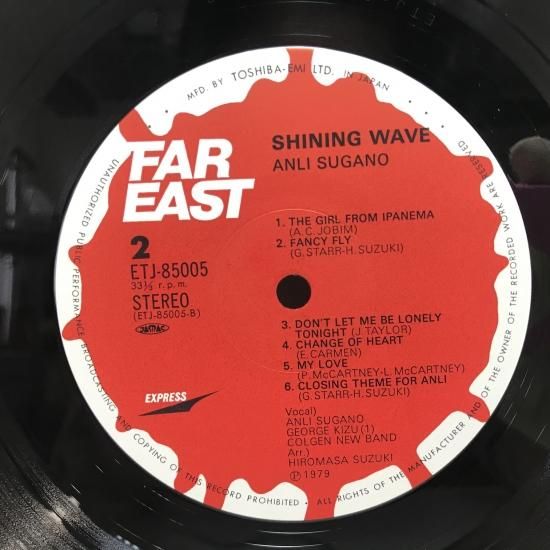 MFD. BY TOSHIBA-EMI LTD. IN JAPAN
FAR
EAST
SHINING WAVE
ANLI SUGANO
2
ETJ-85005
33⅓ r.p.m.
STEREO
(ETJ-85005-B)
JASRAC
EXPRESS
1. THE GIRL FROM IPANEMA
(A.C. JOBIM)
2. FANCY FLY
(G. STARR-H. SUZUKI)
3. DON'T LET ME BE LONELY
TONIGHT (J TAYLOR)
4. CHANGE OF HEART
(E. CARMEN)
5. MY LOVE
(P. McCARTNEY-L. McCARTNEY)
6. CLOSING THEME FOR ANLI
(G. STARR-H. SUZUKI)
Vocal)
ANLI SUGANO
GEORGE KIZU (1)
COLGEN NEW BAND
Arr.)
HIROMASA SUZUKI
℗ 1979
UNAUTHORIZED PUBLIC PERFORMANCE BROADCASTING AND COPYING OF THIS RECORD PROHIBITED • ALL RIGHTS OF THE MANUFACTURER AND OF THE OWNER OF THE RECORDED WORK ARE RESERVED